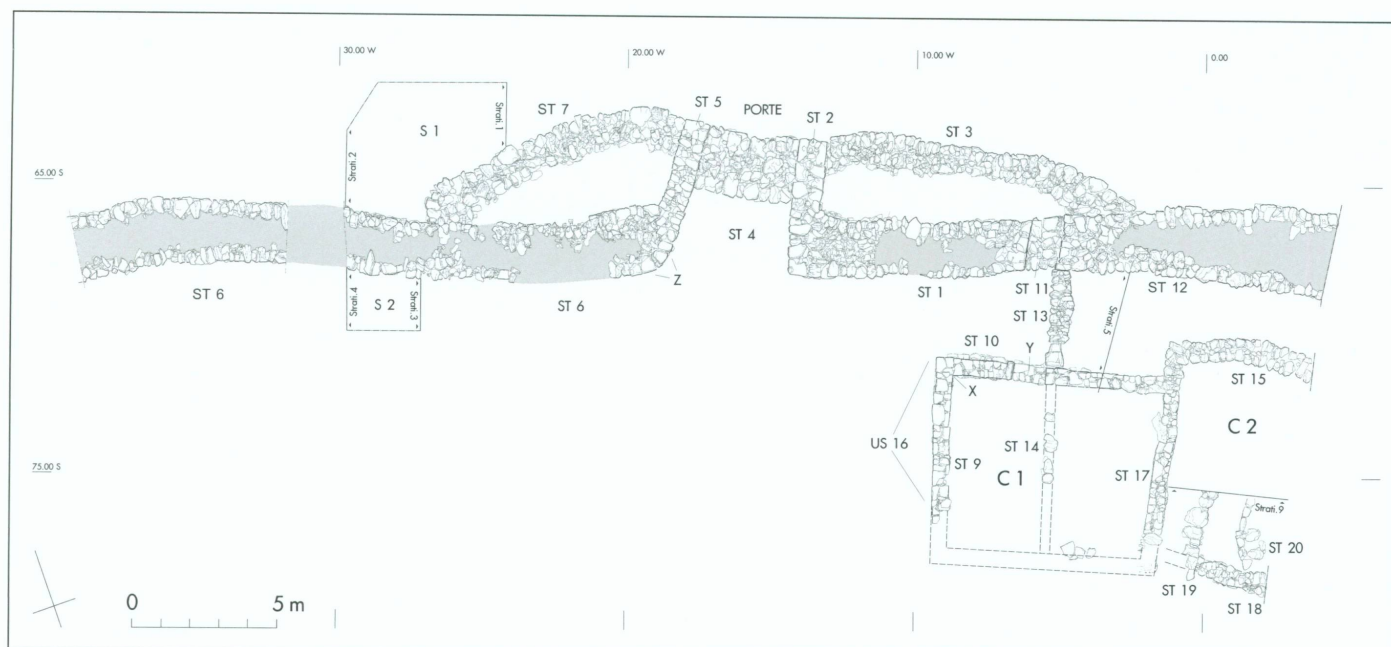 30.00 W
20.00 W
10.00 W
0.00
ST 5
PORTE
ST 2
ST 7
ST 3
S 1
Strati.1
Strati.2
65.00 S
ST 4
Z
ST 6
Strati.4
S 2
Strati.3
ST 6
ST 1
ST 11
ST 12
ST 13
Strati.5
ST 10
Y
ST 15
X
C 2
US 16
ST 14
ST 9
C 1
ST 17
75.00 S
Strati.9
ST 20
ST 19
ST 18
0
5 m